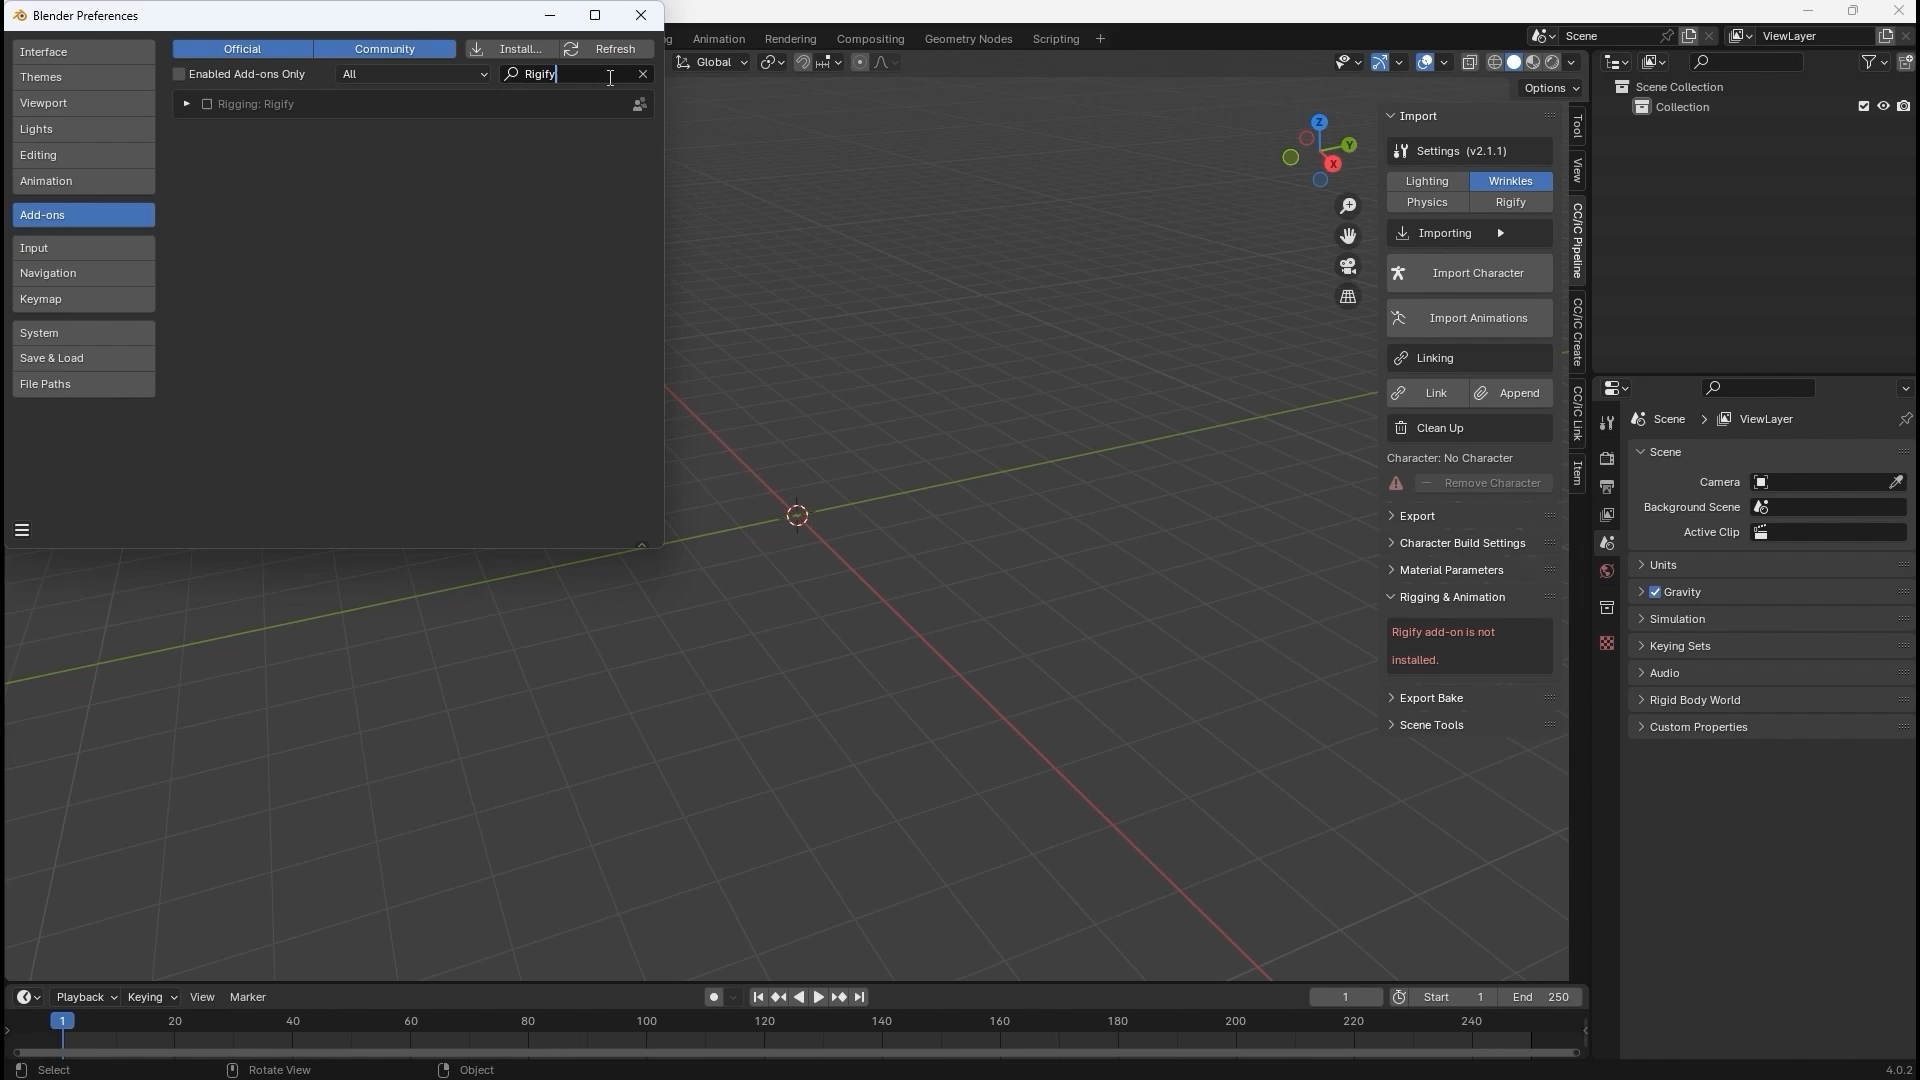 Blender Preferences
Interface
Themes
Viewport
Lights
Editing
Animation
Add-ons
Input
Navigation
Keymap
System
Save & Load
File Paths
Official Community Install... Refresh
Enabled Add-ons Only All Rigify
Rigging: Rigify
Animation Rendering Compositing Geometry Nodes Scripting +
Scene ViewLayer
Global
Options
Z
Y
X
Import
Settings (v2.1.1)
Lighting Wrinkles
Physics Rigify
Importing
Import Character
Import Animations
Linking
Link Append
Clean Up
Character: No Character
Remove Character
Export
Character Build Settings
Material Parameters
Rigging & Animation
Rigify add-on is not
installed.
Export Bake
Scene Tools
Tool
View
CC/iC Pipeline
CC/iC Create
CC/iC Link
Item
Scene Collection
Collection
Scene ViewLayer
Scene
Camera
Background Scene
Active Clip
Units
Gravity
Simulation
Keying Sets
Audio
Rigid Body World
Custom Properties
Playback Keying View Marker
1 Start 1 End 250
1 20 40 60 80 100 120 140 160 180 200 220 240
Select Rotate View Object 4.0.2